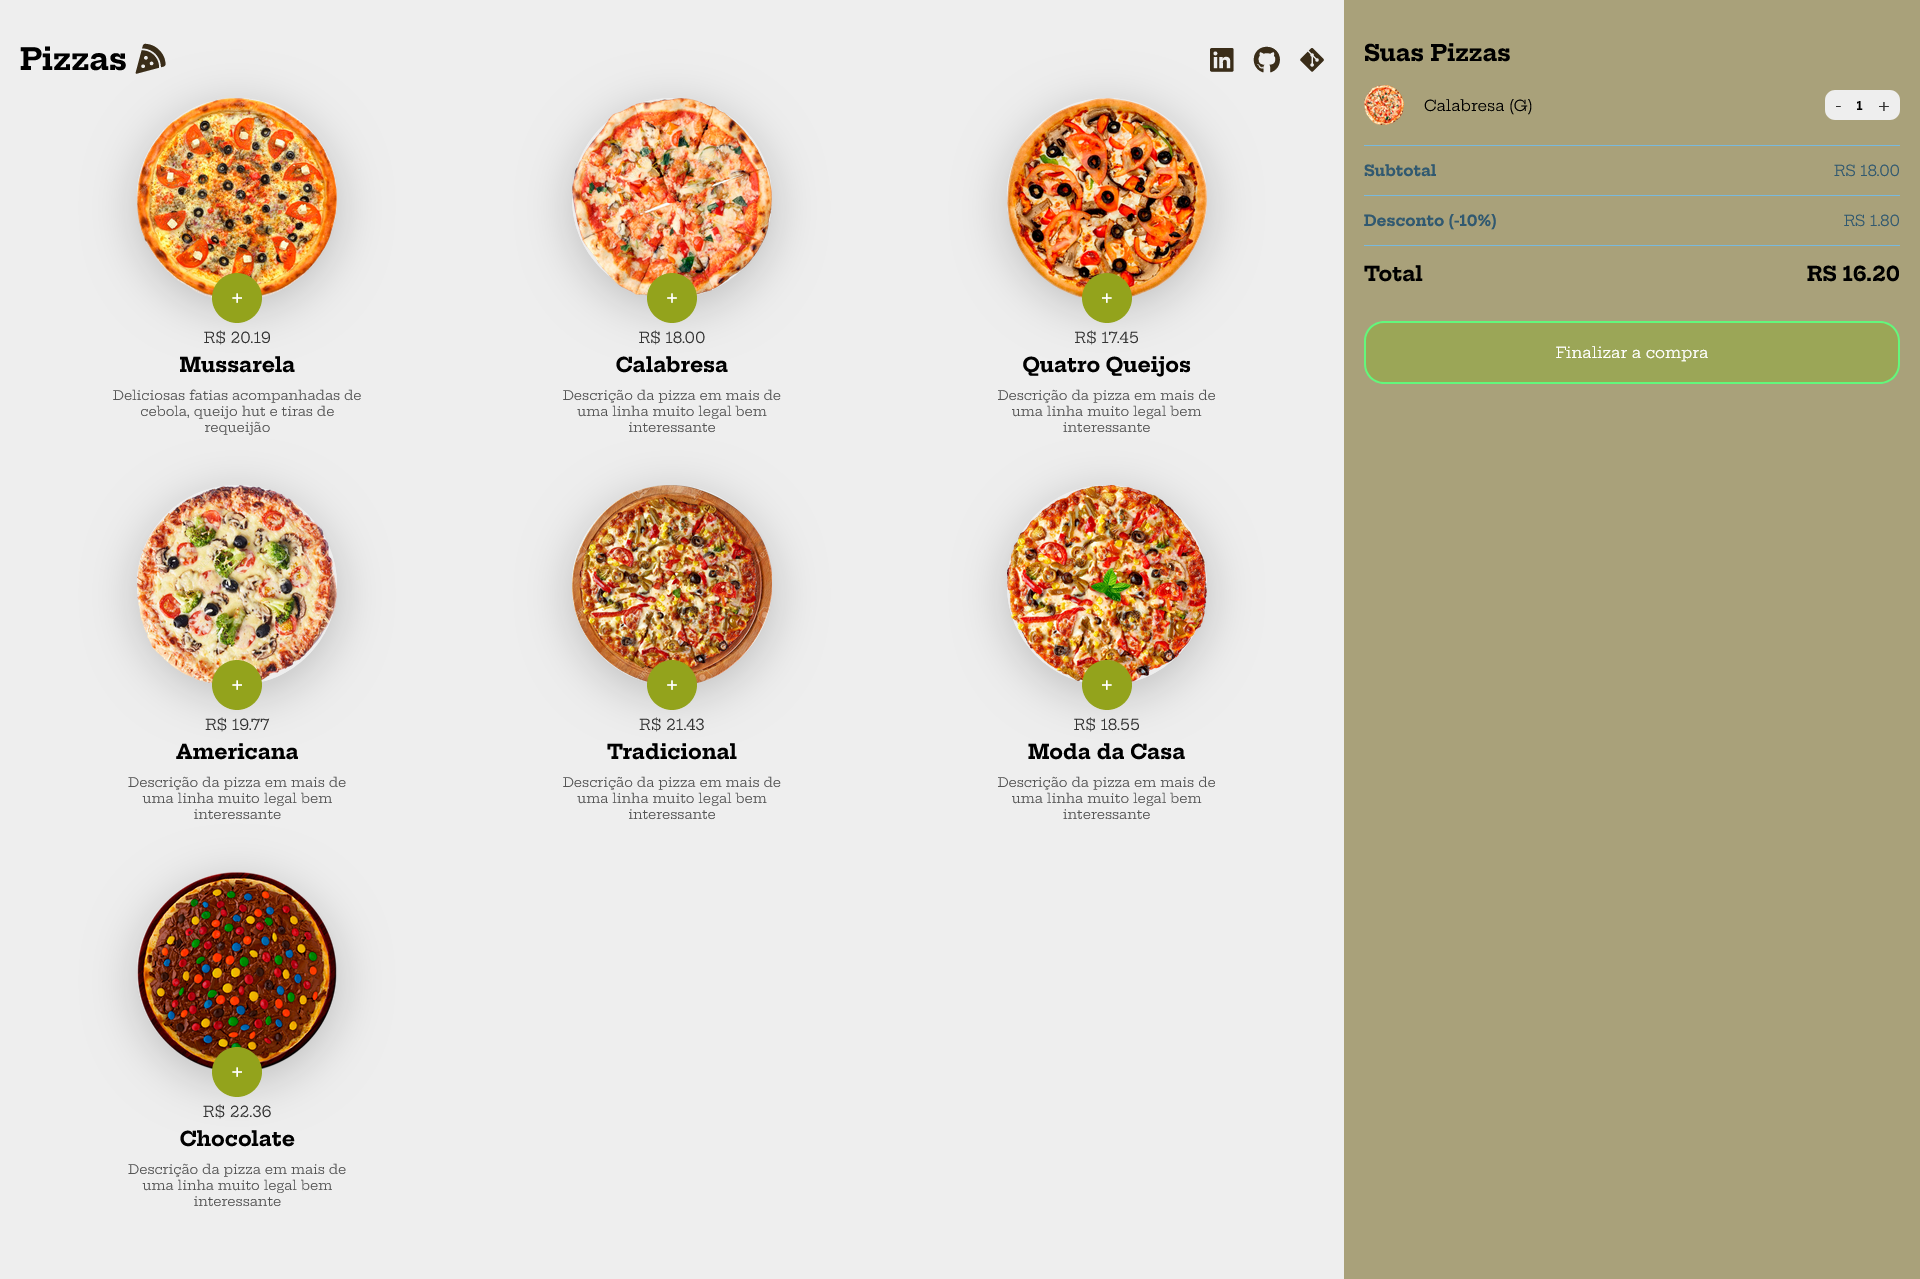 Pizzas
+
R$ 20.19
Mussarela
Deliciosas fatias acompanhadas de
cebola, queijo hut e tiras de
requeijão
+
R$ 18.00
Calabresa
Descrição da pizza em mais de
uma linha muito legal bem
interessante
+
R$ 17.45
Quatro Queijos
Descrição da pizza em mais de
uma linha muito legal bem
interessante
+
R$ 19.77
Americana
Descrição da pizza em mais de
uma linha muito legal bem
interessante
+
R$ 21.43
Tradicional
Descrição da pizza em mais de
uma linha muito legal bem
interessante
+
R$ 18.55
Moda da Casa
Descrição da pizza em mais de
uma linha muito legal bem
interessante
+
R$ 22.36
Chocolate
Descrição da pizza em mais de
uma linha muito legal bem
interessante
Suas Pizzas
Calabresa (G) - 1 +
Subtotal RS 18.00
Desconto (-10%) RS 1.80
Total RS 16.20
Finalizar a compra